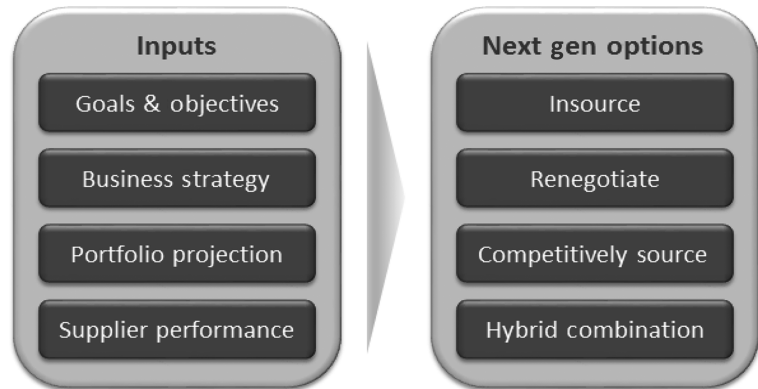 Inputs
Goals & objectives
Business strategy
Portfolio projection
Supplier performance
Next gen options
Insource
Renegotiate
Competitively source
Hybrid combination